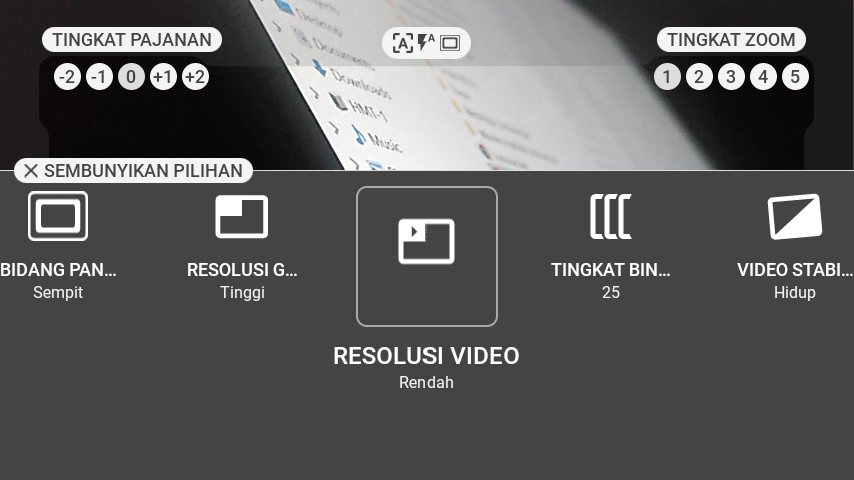 TINGKAT PAJANAN
-2 -1 0 +1 +2
A
A
TINGKAT ZOOM
1 2 3 4 5
Desktop
Documents
Downloads
HMT-1
Music
SEMBUNYIKAN PILIHAN
BIDANG PAN...
Sempit
RESOLUSI G...
Tinggi
RESOLUSI VIDEO
Rendah
TINGKAT BIN...
25
VIDEO STABI...
Hidup